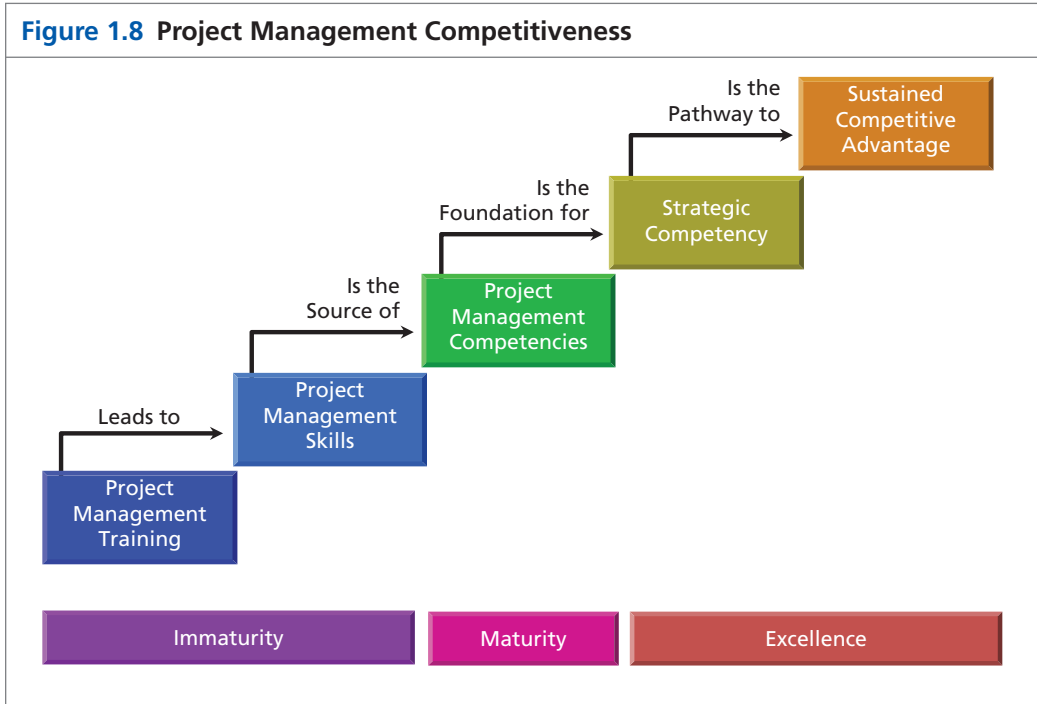 Figure 1.8 Project Management Competitiveness
Is the
Pathway to
Sustained
Competitive
Advantage
Is the
Foundation for
Strategic
Competency
Is the
Source of
Project
Management
Competencies
Leads to
Project
Management
Skills
Project
Management
Training
Immaturity
Maturity
Excellence